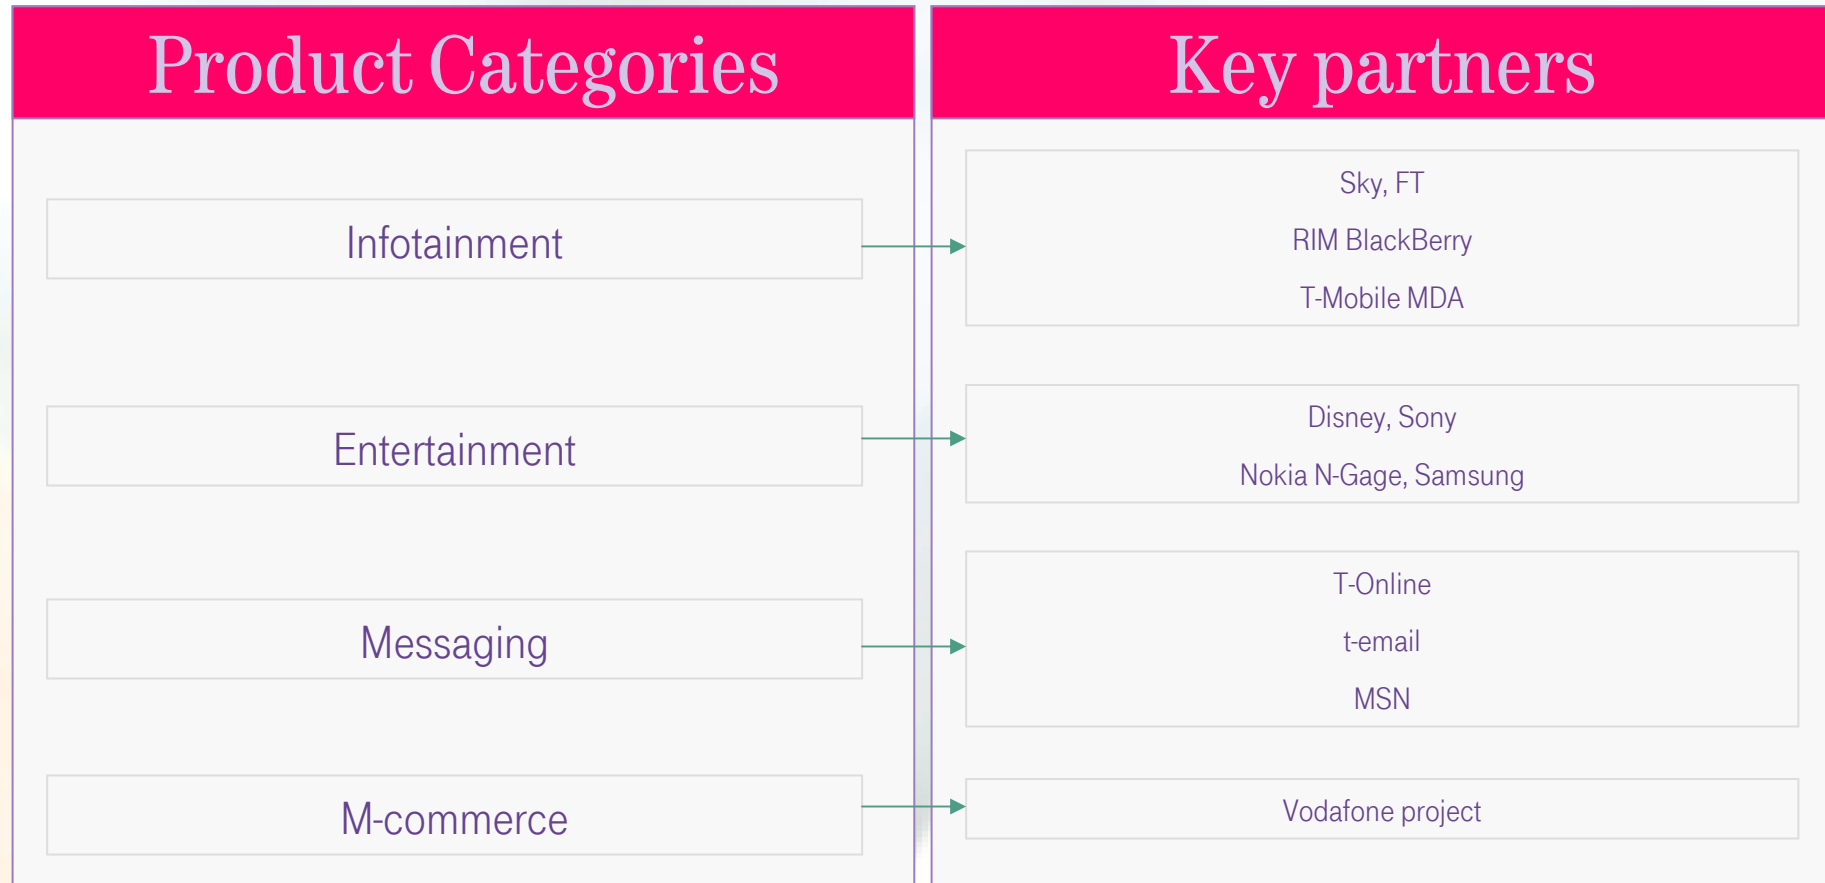 Product Categories
Key partners
Infotainment
Sky, FT
RIM BlackBerry
T-Mobile MDA
Entertainment
Disney, Sony
Nokia N-Gage, Samsung
Messaging
T-Online
t-email
MSN
M-commerce
Vodafone project